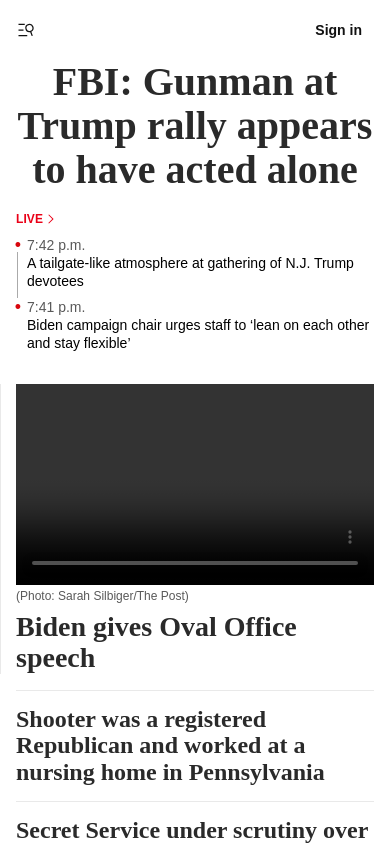 Sign in
FBI: Gunman at
Trump rally appears
to have acted alone
LIVE
7:42 p.m.
A tailgate-like atmosphere at gathering of N.J. Trump
devotees
7:41 p.m.
Biden campaign chair urges staff to ‘lean on each other
and stay flexible’
(Photo: Sarah Silbiger/The Post)
Biden gives Oval Office
speech
Shooter was a registered
Republican and worked at a
nursing home in Pennsylvania
Secret Service under scrutiny over